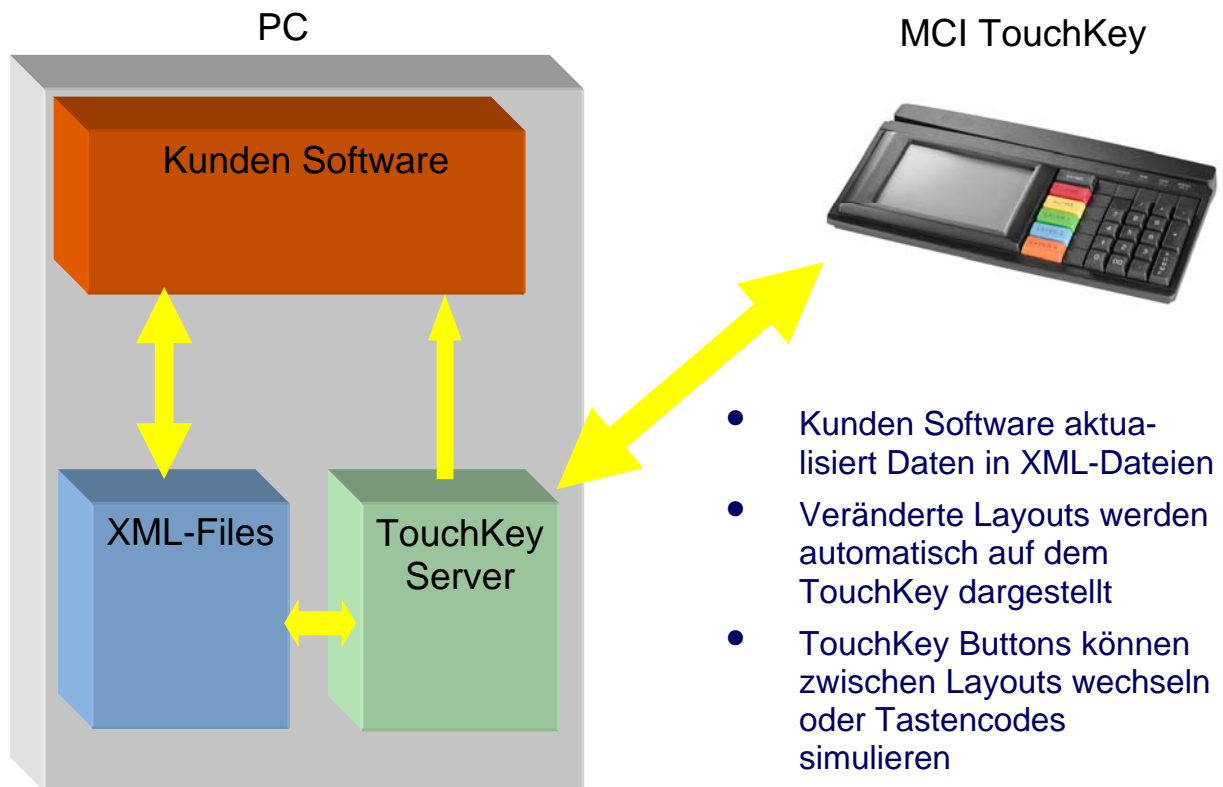 PC
MCI TouchKey
Kunden Software
XML-Files
TouchKey
Server
• Kunden Software aktua-
lisiert Daten in XML-Dateien
• Veränderte Layouts werden
automatisch auf dem
TouchKey dargestellt
• TouchKey Buttons können
zwischen Layouts wechseln
oder Tastencodes
simulieren